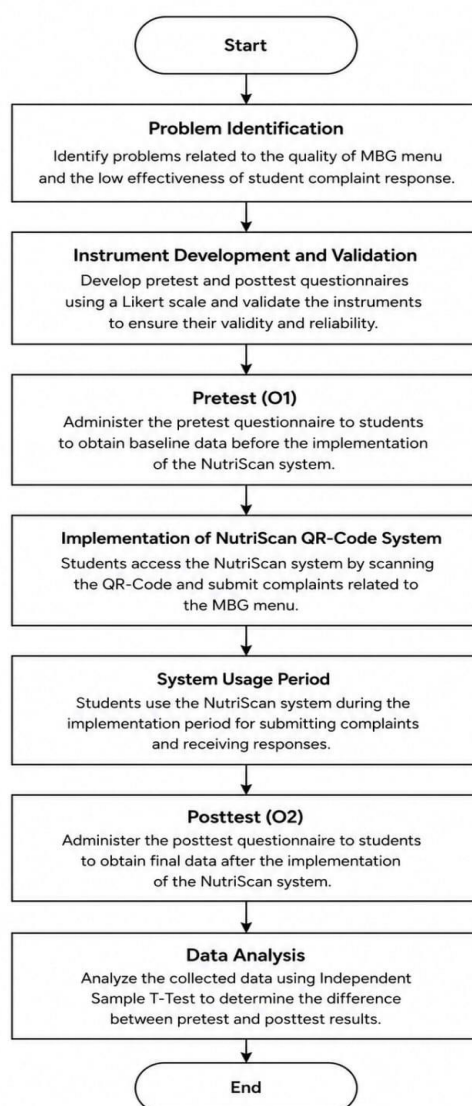 Start
Problem Identification
Identify problems related to the quality of MBG menu
and the low effectiveness of student complaint response.
Instrument Development and Validation
Develop pretest and posttest questionnaires
using a Likert scale and validate the instruments
to ensure their validity and reliability.
Pretest (O1)
Administer the pretest questionnaire to students
to obtain baseline data before the implementation
of the NutriScan system.
Implementation of NutriScan QR-Code System
Students access the NutriScan system by scanning
the QR-Code and submit complaints related to
the MBG menu.
System Usage Period
Students use the NutriScan system during the
implementation period for submitting complaints
and receiving responses.
Posttest (O2)
Administer the posttest questionnaire to students
to obtain final data after the implementation
of the NutriScan system.
Data Analysis
Analyze the collected data using Independent
Sample T-Test to determine the difference
between pretest and posttest results.
End